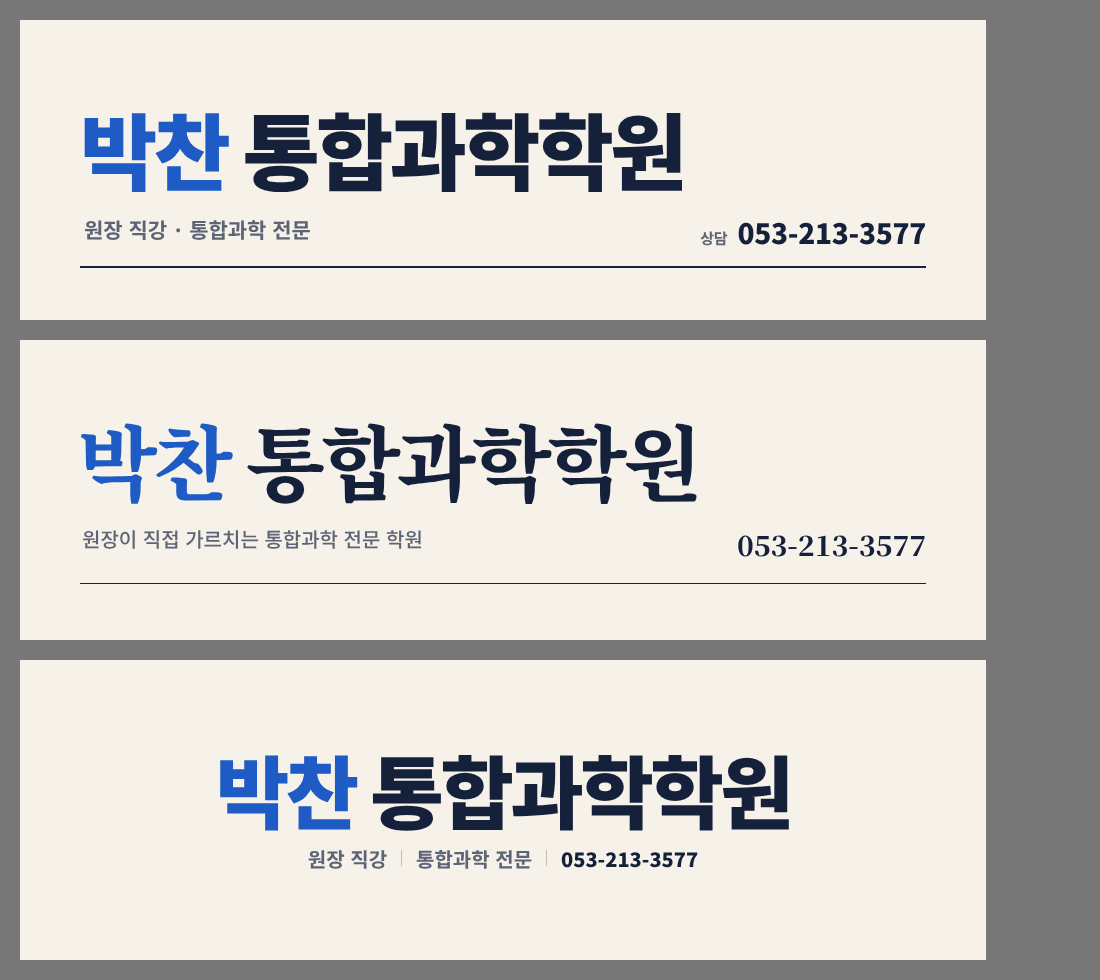 박찬 통합과학학원
원장 직강 · 통합과학 전문
상담 053-213-3577
박찬 통합과학학원
원장이 직접 가르치는 통합과학 전문 학원
053-213-3577
박찬 통합과학학원
원장 직강 | 통합과학 전문 | 053-213-3577